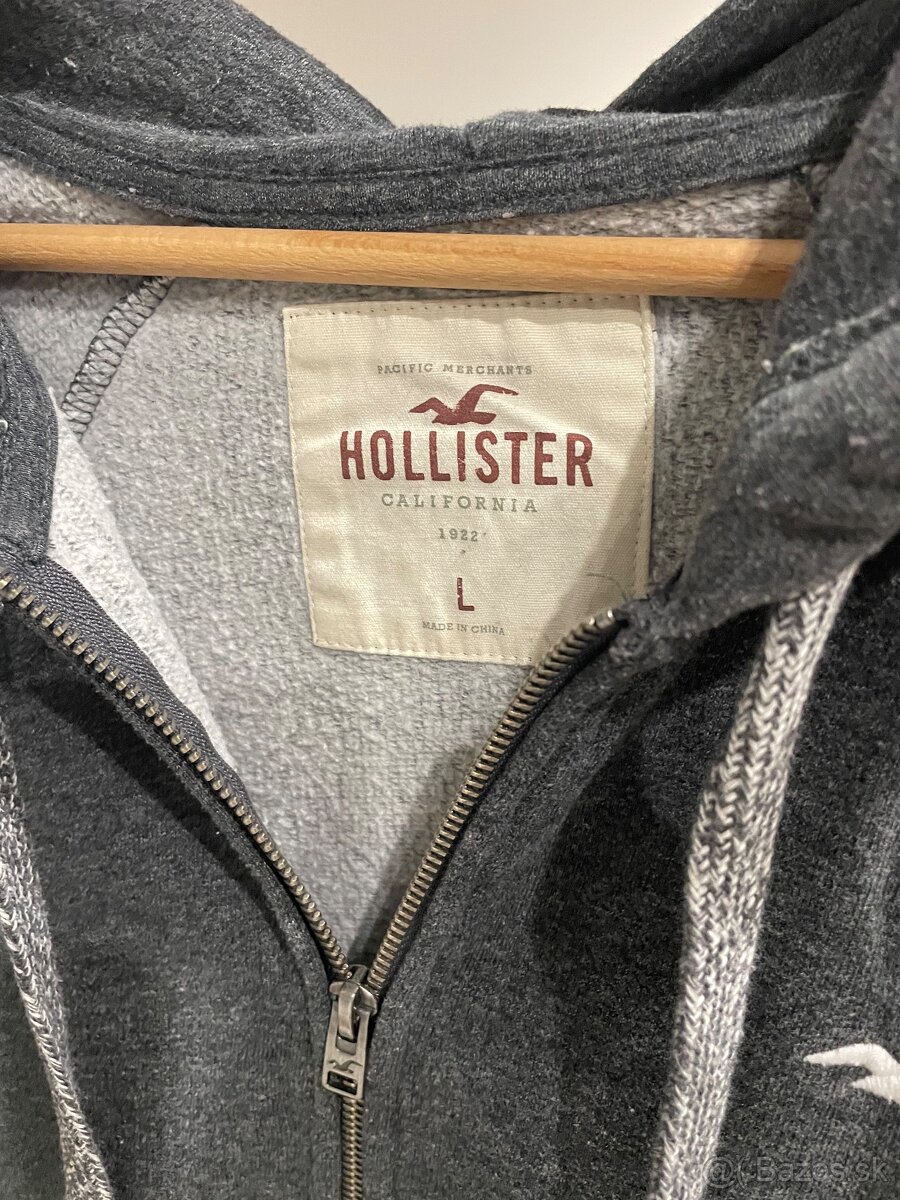 PACIFIC MERCHANTS
HOLLISTER
CALIFORNIA
1922
L
MADE IN CHINA
Bazos.sk